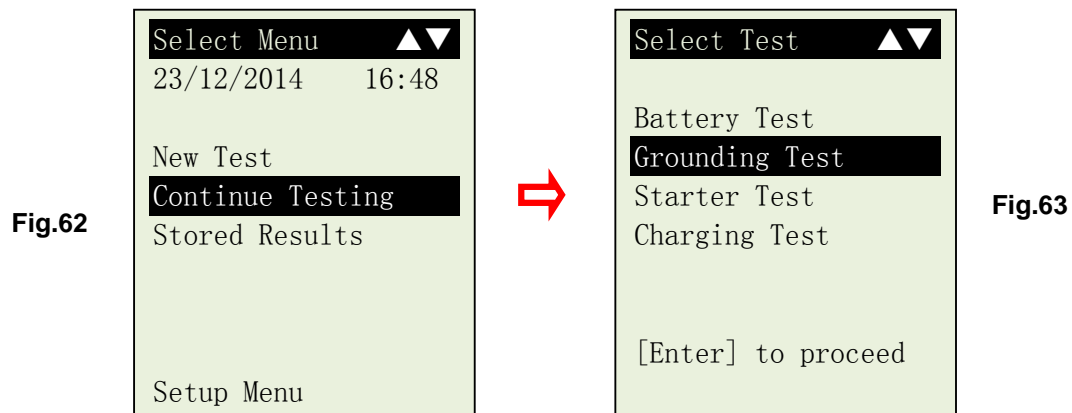 Select Menu ▲▼
23/12/2014 16:48
New Test
Continue Testing
Stored Results
Setup Menu
Fig.62
Select Test ▲▼
Battery Test
Grounding Test
Starter Test
Charging Test
[Enter] to proceed
Fig.63